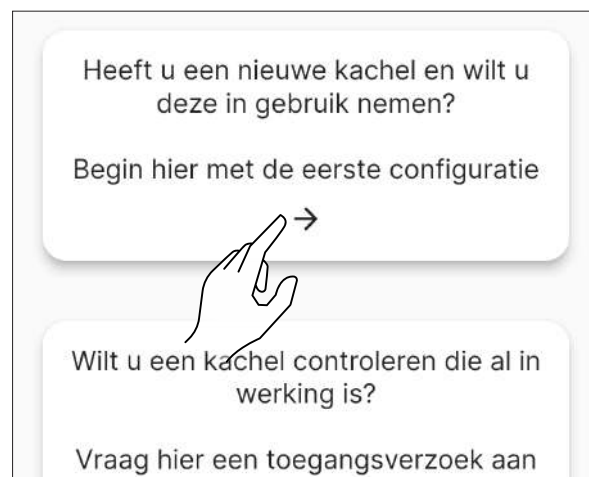 Heeft u een nieuwe kachel en wilt u
deze in gebruik nemen?
Begin hier met de eerste configuratie
Wilt u een kachel controleren die al in
werking is?
Vraag hier een toegangsverzoek aan